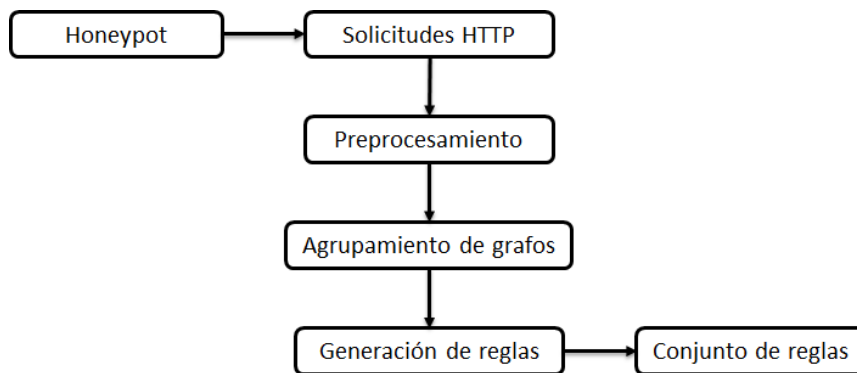 Honeypot
Solicitudes HTTP
Preprocesamiento
Agrupamiento de grafos
Generación de reglas
Conjunto de reglas